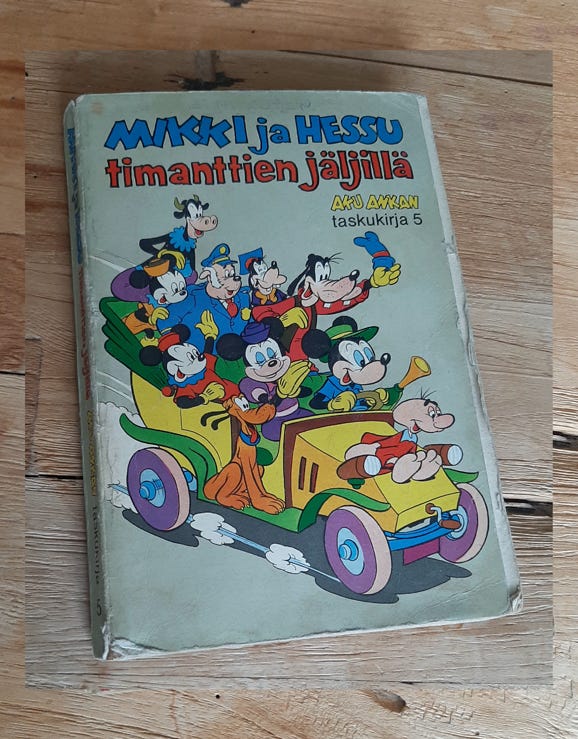 MIKKI ja HESSU
timanttien jäljillä
AKU ANKAN
taskukirja 5